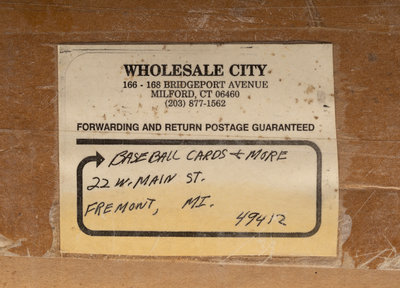 WHOLESALE CITY
166 - 168 BRIDGEPORT AVENUE
MILFORD, CT 06460
(203) 877-1562
FORWARDING AND RETURN POSTAGE GUARANTEED
BASEBALL CARDS + MORE
22 W. MAIN ST.
FREMONT, MI.
49412